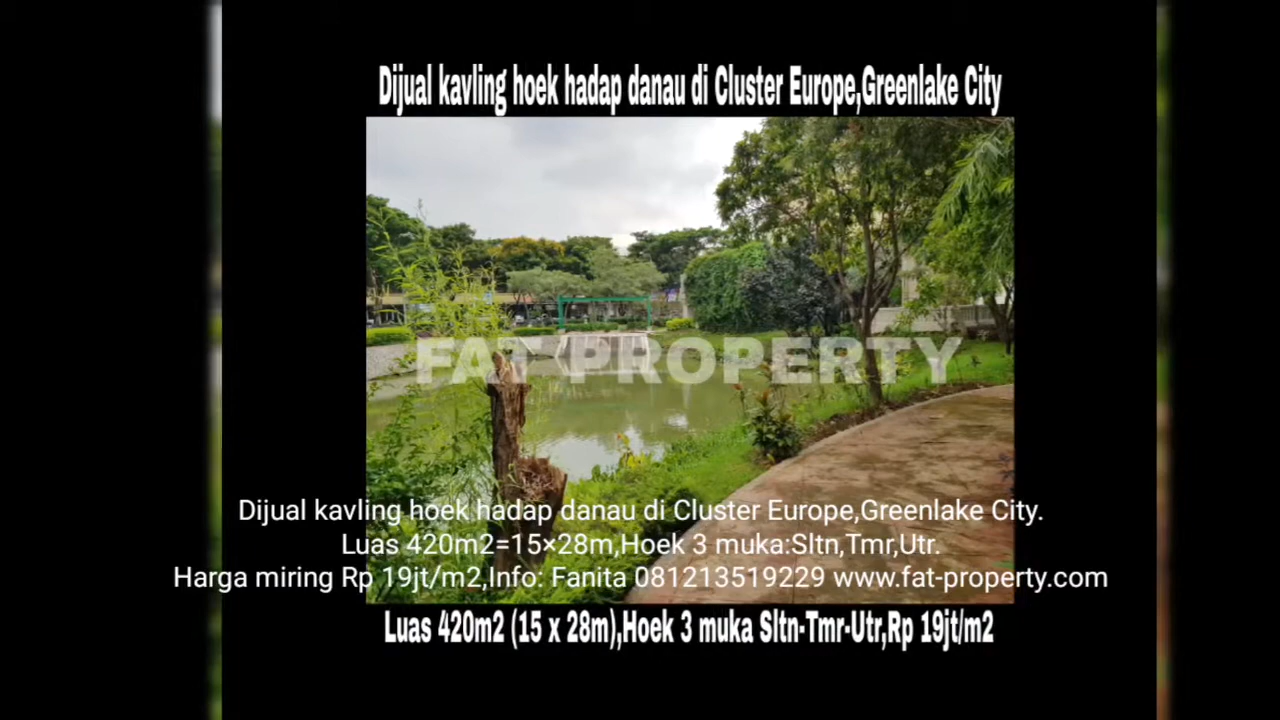 Dijual kavling hoek hadap danau di Cluster Europe,Greenlake City
FAT PROPERTY
Dijual kavling hoek hadap danau di Cluster Europe,Greenlake City.
Luas 420m2=15×28m,Hoek 3 muka:Sltn,Tmr,Utr.
Harga miring Rp 19jt/m2,Info: Fanita 081213519229 www.fat-property.com
Luas 420m2 (15 x 28m),Hoek 3 muka Sltn-Tmr-Utr,Rp 19jt/m2